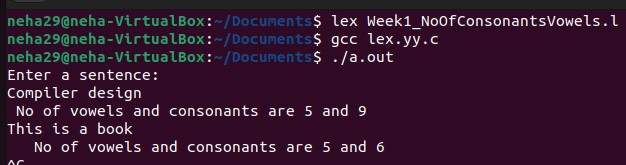 neha29@neha-VirtualBox:~/Documents$ lex Week1_NoOfConsonantsVowels.l
neha29@neha-VirtualBox:~/Documents$ gcc lex.yy.c
neha29@neha-VirtualBox:~/Documents$ ./a.out
Enter a sentence:
Compiler design
 No of vowels and consonants are 5 and 9
This is a book
   No of vowels and consonants are 5 and 6
^C